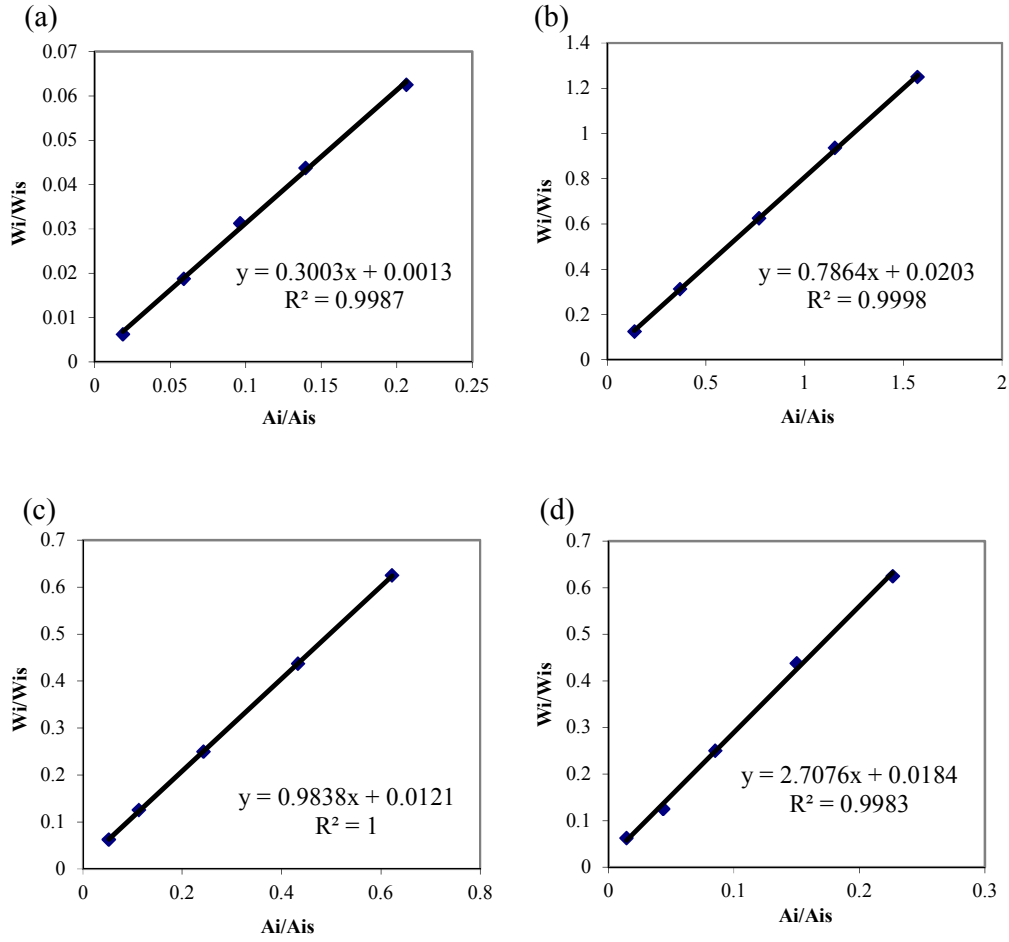 (a)
0.07
0.06
0.05
0.04
0.03
0.02
0.01
0
Wi/Wis
y = 0.3003x + 0.0013
R² = 0.9987
0 0.05 0.1 0.15 0.2 0.25
Ai/Ais
(b)
1.4
1.2
1
0.8
0.6
0.4
0.2
0
Wi/Wis
y = 0.7864x + 0.0203
R² = 0.9998
0 0.5 1 1.5 2
Ai/Ais
(c)
0.7
0.6
0.5
0.4
0.3
0.2
0.1
0
Wi/Wis
y = 0.9838x + 0.0121
R² = 1
0 0.2 0.4 0.6 0.8
Ai/Ais
(d)
0.7
0.6
0.5
0.4
0.3
0.2
0.1
0
Wi/Wis
y = 2.7076x + 0.0184
R² = 0.9983
0 0.1 0.2 0.3
Ai/Ais